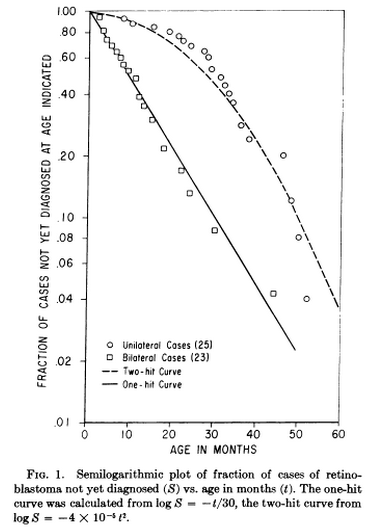 1.00
.80
.60
.40
.20
.10
.08
.06
.04
.02
.01
FRACTION OF CASES NOT YET DIAGNOSED AT AGE INDICATED
Unilateral Cases (25)
Bilateral Cases (23)
Two-hit Curve
One-hit Curve
0 10 20 30 40 50 60
AGE IN MONTHS
FIG. 1. Semilogarithmic plot of fraction of cases of retino-
blastoma not yet diagnosed (S) vs. age in months (t). The one-hit
curve was calculated from log S = −t/30, the two-hit curve from
log S = −4 × 10⁻⁵ t².